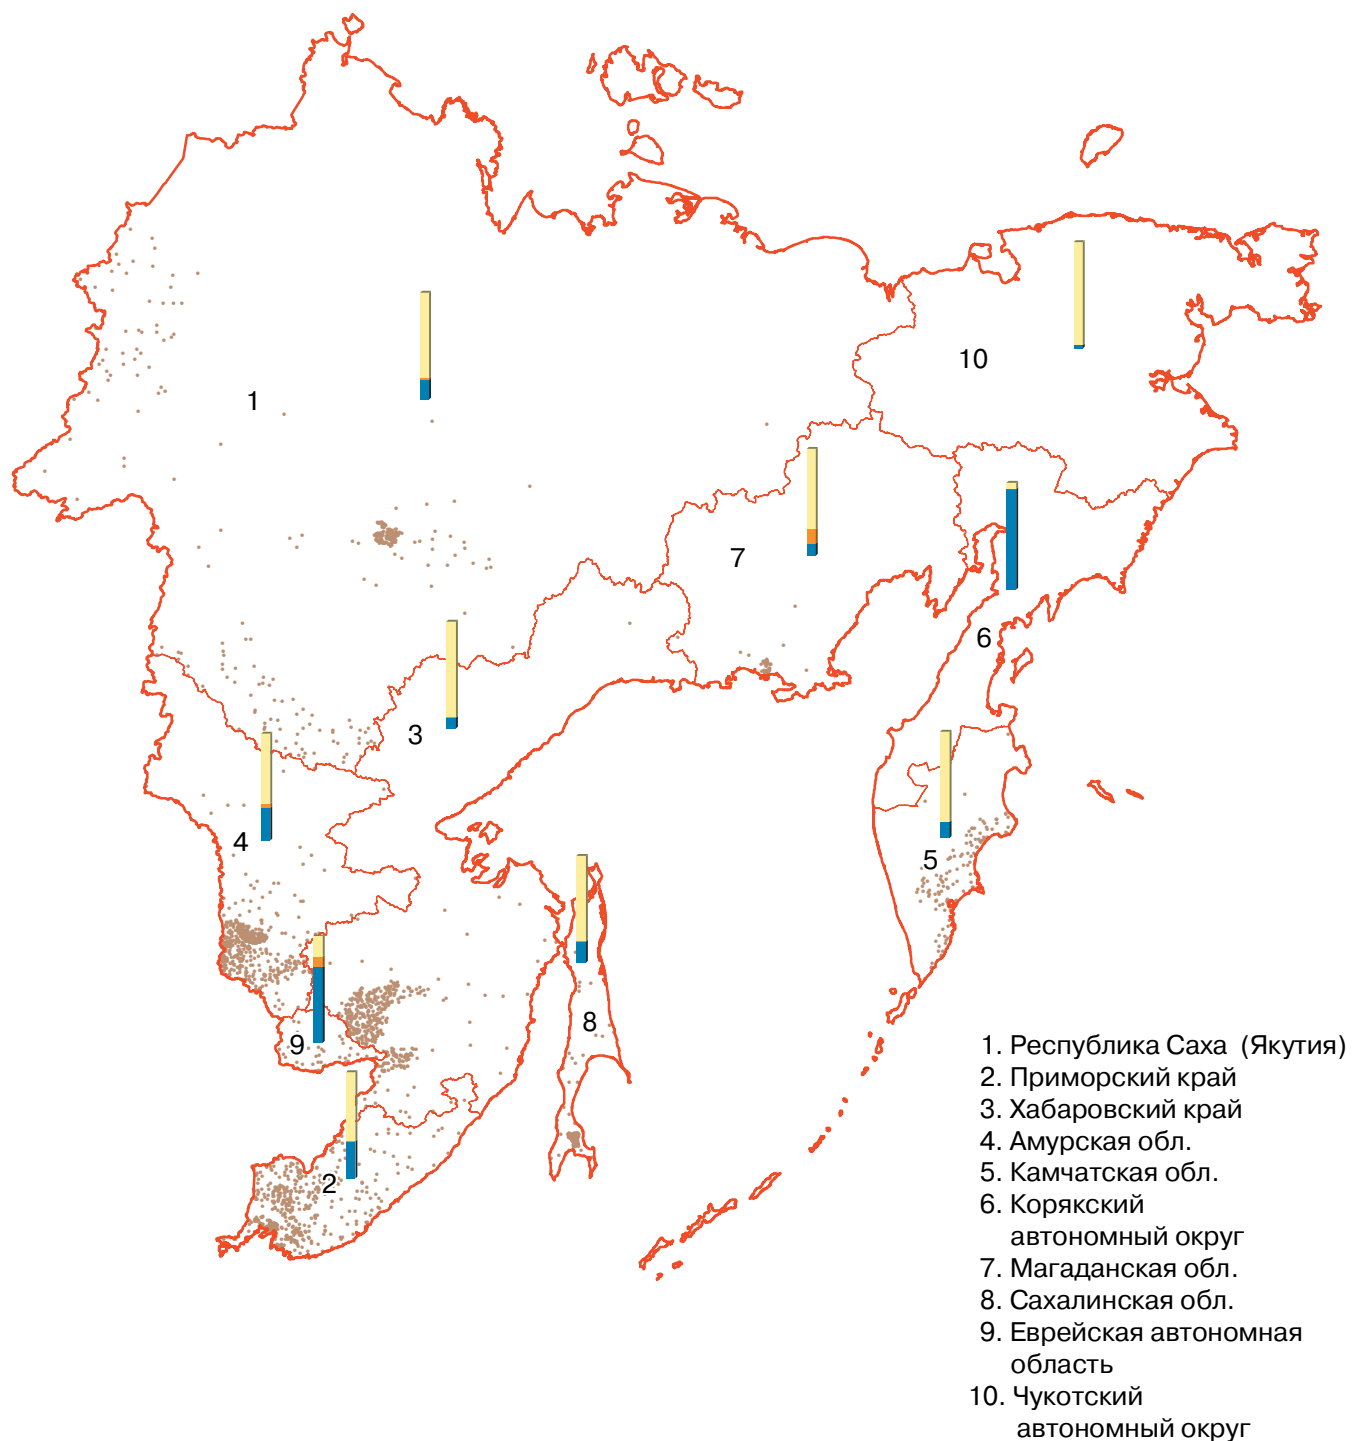 10
1
7
6
3
4
5
8
9
2
1. Республика Саха (Якутия)
2. Приморский край
3. Хабаровский край
4. Амурская обл.
5. Камчатская обл.
6. Корякский
автономный округ
7. Магаданская обл.
8. Сахалинская обл.
9. Еврейская автономная
область
10. Чукотский
автономный округ